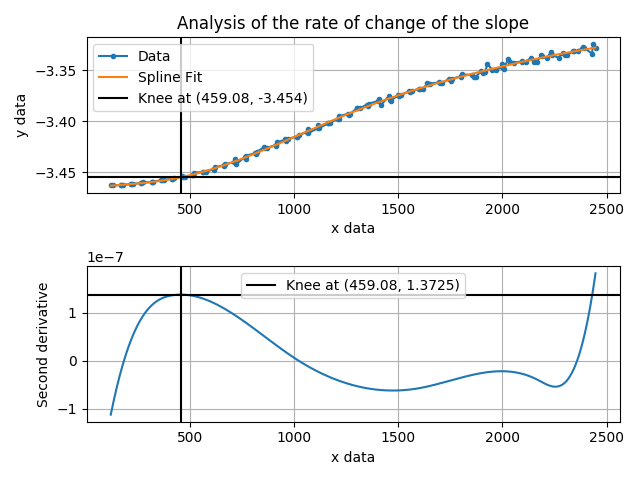 Analysis of the rate of change of the slope
Data
Spline Fit
Knee at (459.08, -3.454)
y data
−3.35
−3.40
−3.45
500 1000 1500 2000 2500
x data
1e−7
Knee at (459.08, 1.3725)
Second derivative
1
0
−1
500 1000 1500 2000 2500
x data